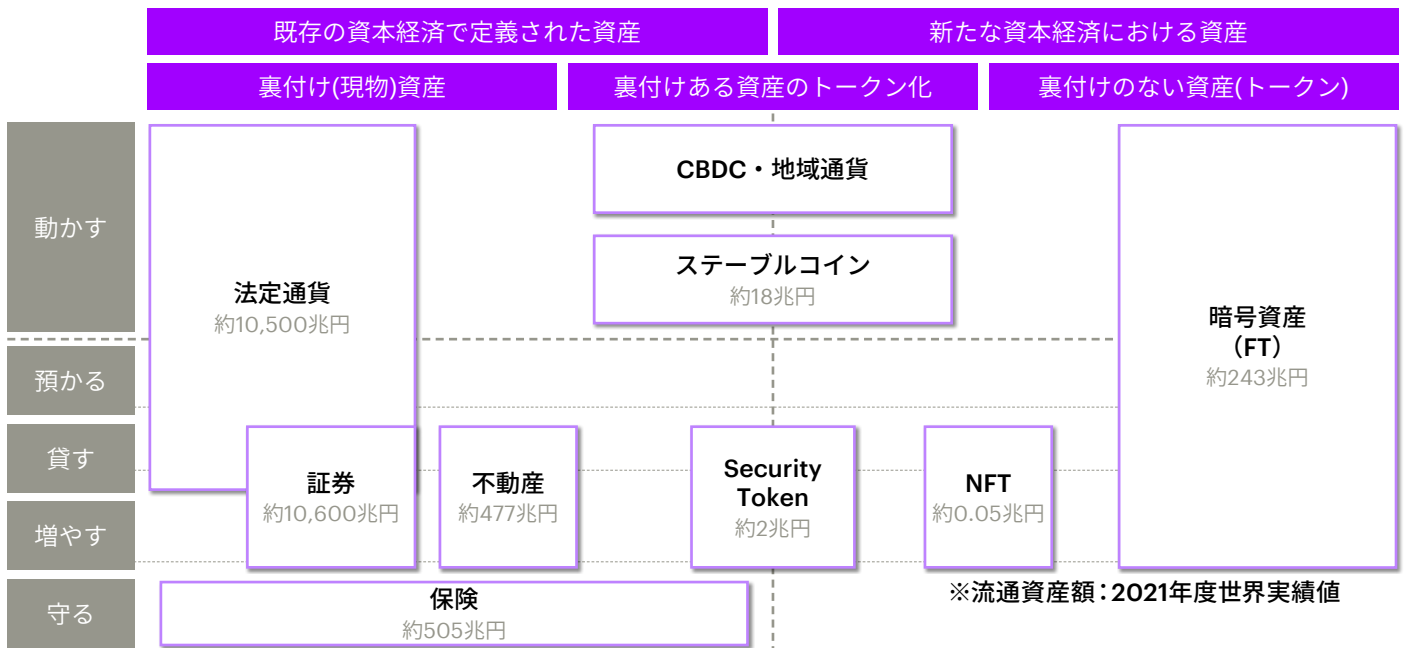 既存の資本経済で定義された資産
新たな資本経済における資産
裏付け(現物)資産
裏付けある資産のトークン化
裏付けのない資産(トークン)
動かす
預かる
貸す
増やす
守る
法定通貨
約10,500兆円
CBDC・地域通貨
ステーブルコイン
約18兆円
暗号資産
（FT）
約243兆円
証券
約10,600兆円
不動産
約477兆円
Security
Token
約2兆円
NFT
約0.05兆円
保険
約505兆円
※流通資産額：2021年度世界実績値